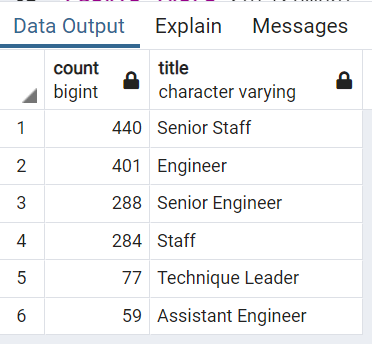 Data Output Explain Messages
count title
bigint character varying
1 440 Senior Staff
2 401 Engineer
3 288 Senior Engineer
4 284 Staff
5 77 Technique Leader
6 59 Assistant Engineer